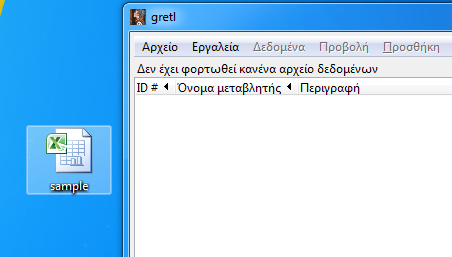 gretl
Αρχείο Εργαλεία Δεδομένα Προβολή Προσθήκη
Δεν έχει φορτωθεί κανένα αρχείο δεδομένων
ID # Όνομα μεταβλητής Περιγραφή
sample